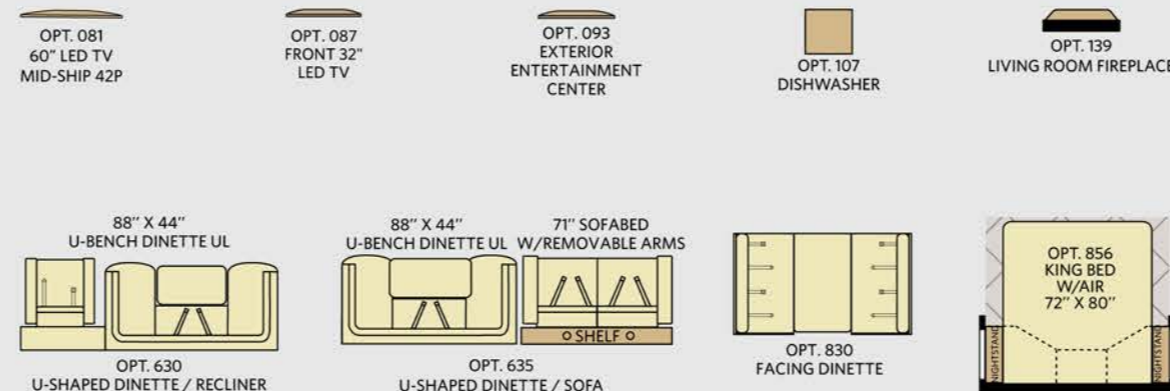 OPT. 081
60" LED TV
MID-SHIP 42P
OPT. 087
FRONT 32"
LED TV
OPT. 093
EXTERIOR
ENTERTAINMENT
CENTER
OPT. 107
DISHWASHER
OPT. 139
LIVING ROOM FIREPLACE
88" X 44"
U-BENCH DINETTE UL
OPT. 630
U-SHAPED DINETTE / RECLINER
88" X 44"
U-BENCH DINETTE UL
71" SOFABED
W/REMOVABLE ARMS
SHELF
OPT. 635
U-SHAPED DINETTE / SOFA
OPT. 830
FACING DINETTE
OPT. 856
KING BED
W/AIR
72" X 80"
NIGHTSTAND
NIGHTSTAND